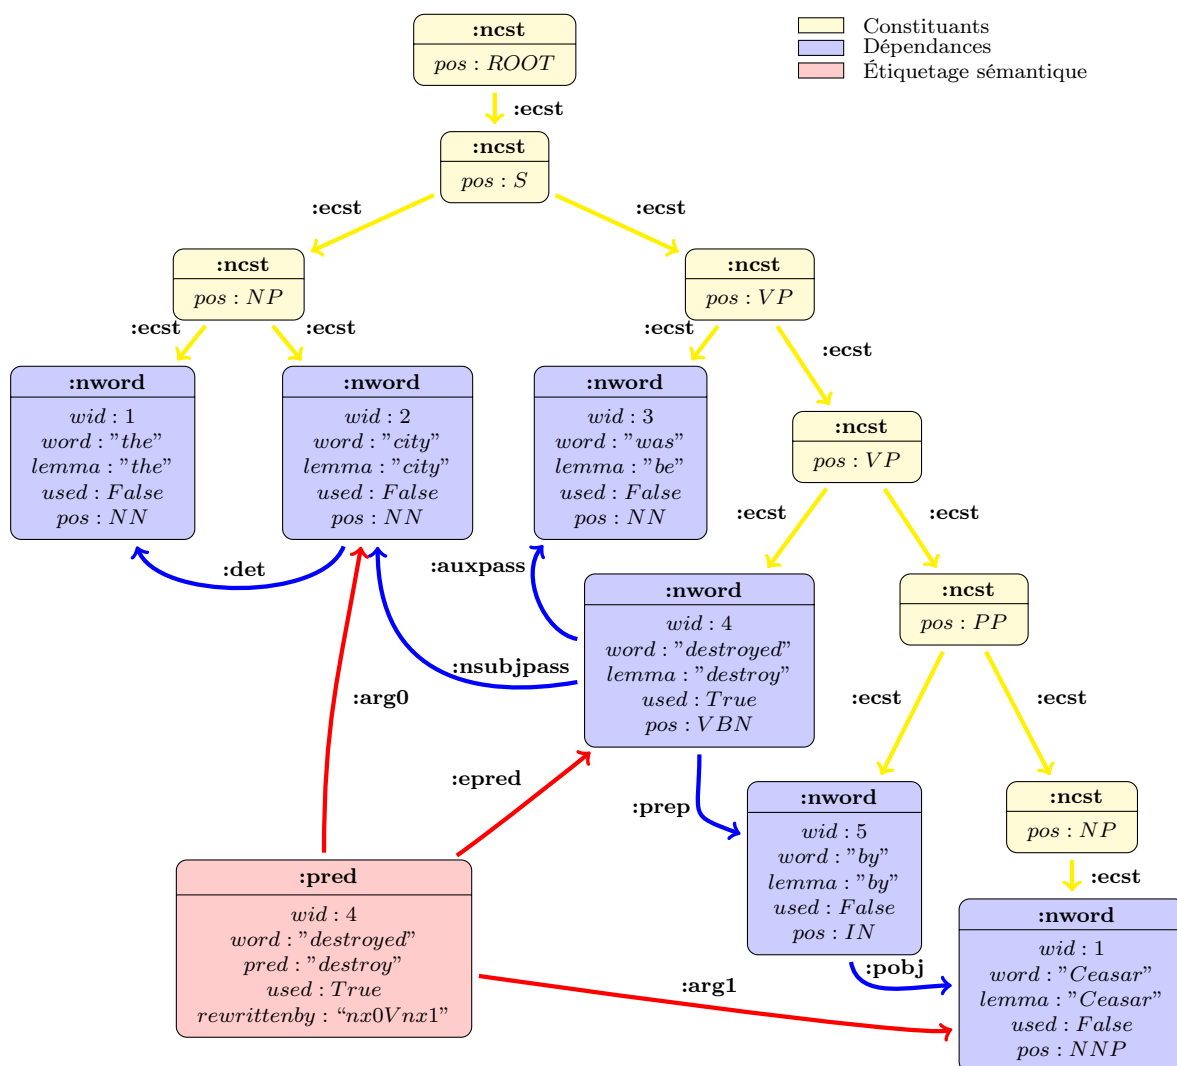 :ncst
pos : ROOT
Constituants
Dépendances
Étiquetage sémantique
:ecst
:ncst
pos : S
:ecst
:ecst
:ncst
pos : NP
:ncst
pos : VP
:ecst
:ecst
:ecst
:ecst
:nword
wid : 1
word : "the"
lemma : "the"
used : False
pos : NN
:nword
wid : 2
word : "city"
lemma : "city"
used : False
pos : NN
:nword
wid : 3
word : "was"
lemma : "be"
used : False
pos : NN
:ncst
pos : VP
:ecst
:ecst
:det
:auxpass
:nword
wid : 4
word : "destroyed"
lemma : "destroy"
used : True
pos : VBN
:ncst
pos : PP
:nsubjpass
:arg0
:ecst
:ecst
:epred
:prep
:nword
wid : 5
word : "by"
lemma : "by"
used : False
pos : IN
:ncst
pos : NP
:ecst
:pred
wid : 4
word : "destroyed"
pred : "destroy"
used : True
rewrittenby : “nx0Vnx1”
:pobj
:arg1
:nword
wid : 1
word : "Ceasar"
lemma : "Ceasar"
used : False
pos : NNP